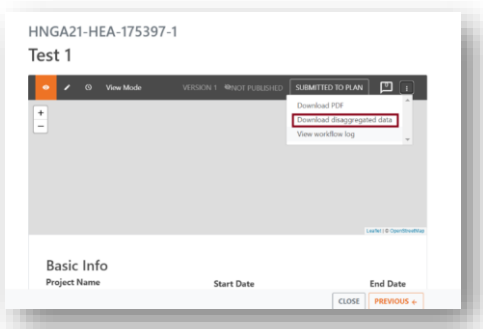 HNGA21-HEA-175397-1
Test 1
View Mode VERSION 1 NOT PUBLISHED SUBMITTED TO PLAN
Download PDF
Download disaggregated data
View workflow log
+
−
Leaflet | © OpenStreetMap
Basic Info
Project Name Start Date End Date
CLOSE PREVIOUS